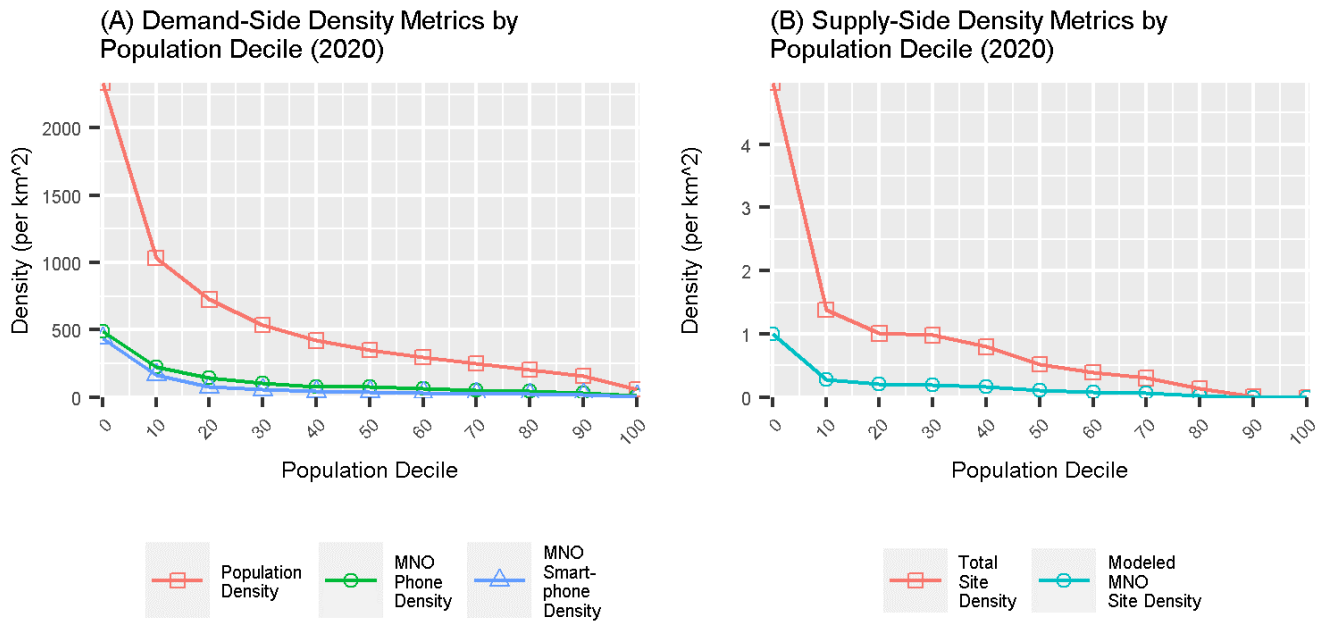 (A) Demand-Side Density Metrics by
Population Decile (2020)
Density (per km^2)
2000
1500
1000
500
0
0 10 20 30 40 50 60 70 80 90 100
Population Decile
Population
Density
MNO
Phone
Density
MNO
Smart-
phone
Density
(B) Supply-Side Density Metrics by
Population Decile (2020)
Density (per km^2)
4
3
2
1
0
0 10 20 30 40 50 60 70 80 90 100
Population Decile
Total
Site
Density
Modeled
MNO
Site Density